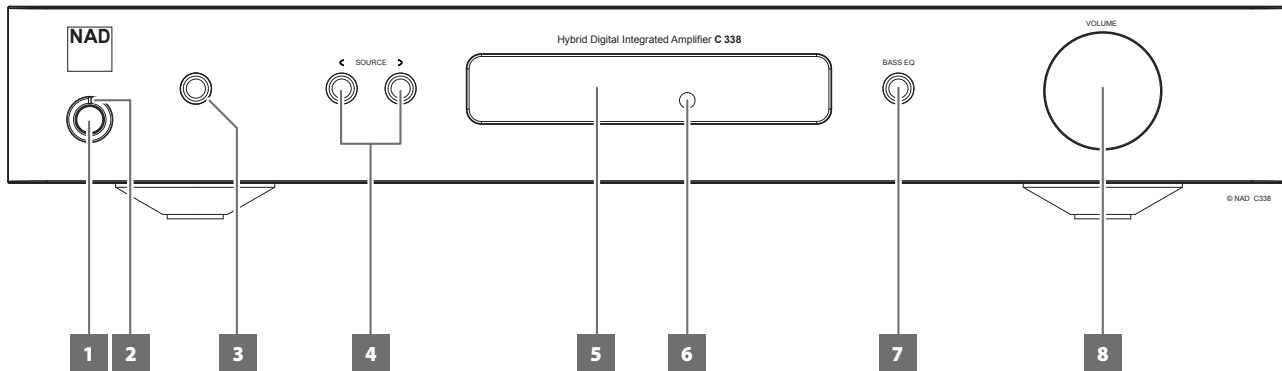 NAD
Hybrid Digital Integrated Amplifier C 338
VOLUME
< SOURCE >
BASS EQ
© NAD C338
1 2 3 4 5 6 7 8